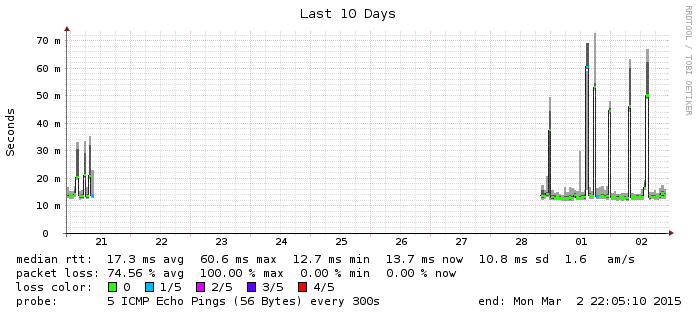 Last 10 Days
RRDTOOL / TOBI OETIKER
Seconds
70 m
60 m
50 m
40 m
30 m
20 m
10 m
0
21 22 23 24 25 26 27 28 01 02
median rtt: 17.3 ms avg 60.6 ms max 12.7 ms min 13.7 ms now 10.8 ms sd 1.6 am/s
packet loss: 74.56 % avg 100.00 % max 0.00 % min 0.00 % now
loss color: 0 1/5 2/5 3/5 4/5
probe: 5 ICMP Echo Pings (56 Bytes) every 300s end: Mon Mar 2 22:05:10 2015